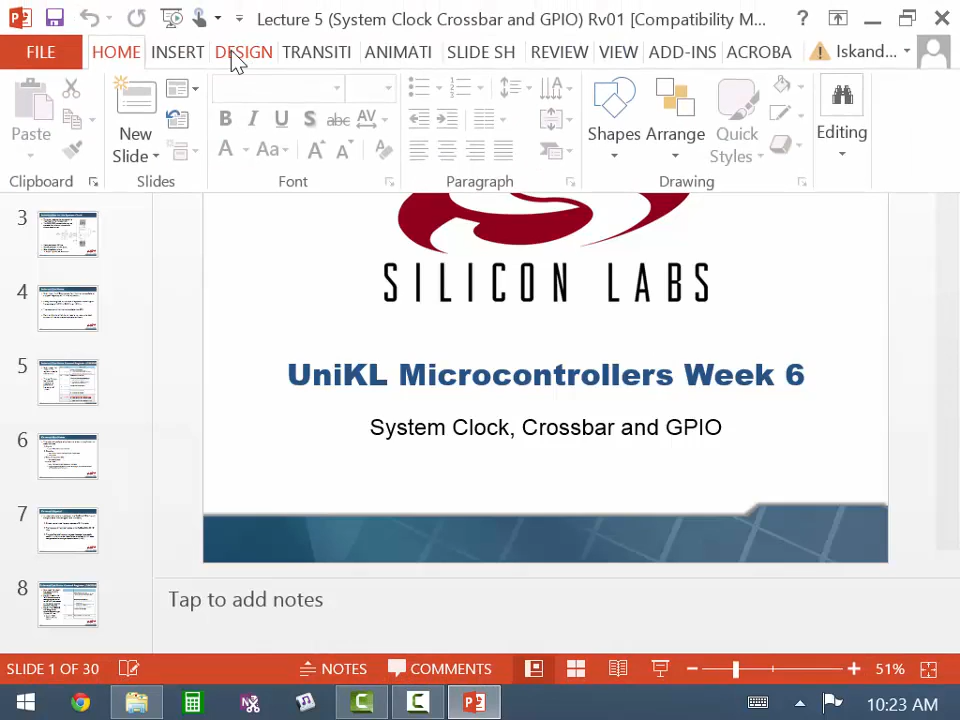 Lecture 5 (System Clock Crossbar and GPIO) Rv01 [Compatibility M...
FILE HOME INSERT DESIGN TRANSITI ANIMATI SLIDE SH REVIEW VIEW ADD-INS ACROBA Iskand...
Paste
New
Slide
B I U S abc AV
A Aa A A
Shapes Arrange Quick
Styles
Editing
Clipboard Slides Font Paragraph Drawing
3
4
5
6
7
8
SILICON LABS
UniKL Microcontrollers Week 6
System Clock, Crossbar and GPIO
Tap to add notes
SLIDE 1 OF 30 NOTES COMMENTS 51%
10:23 AM